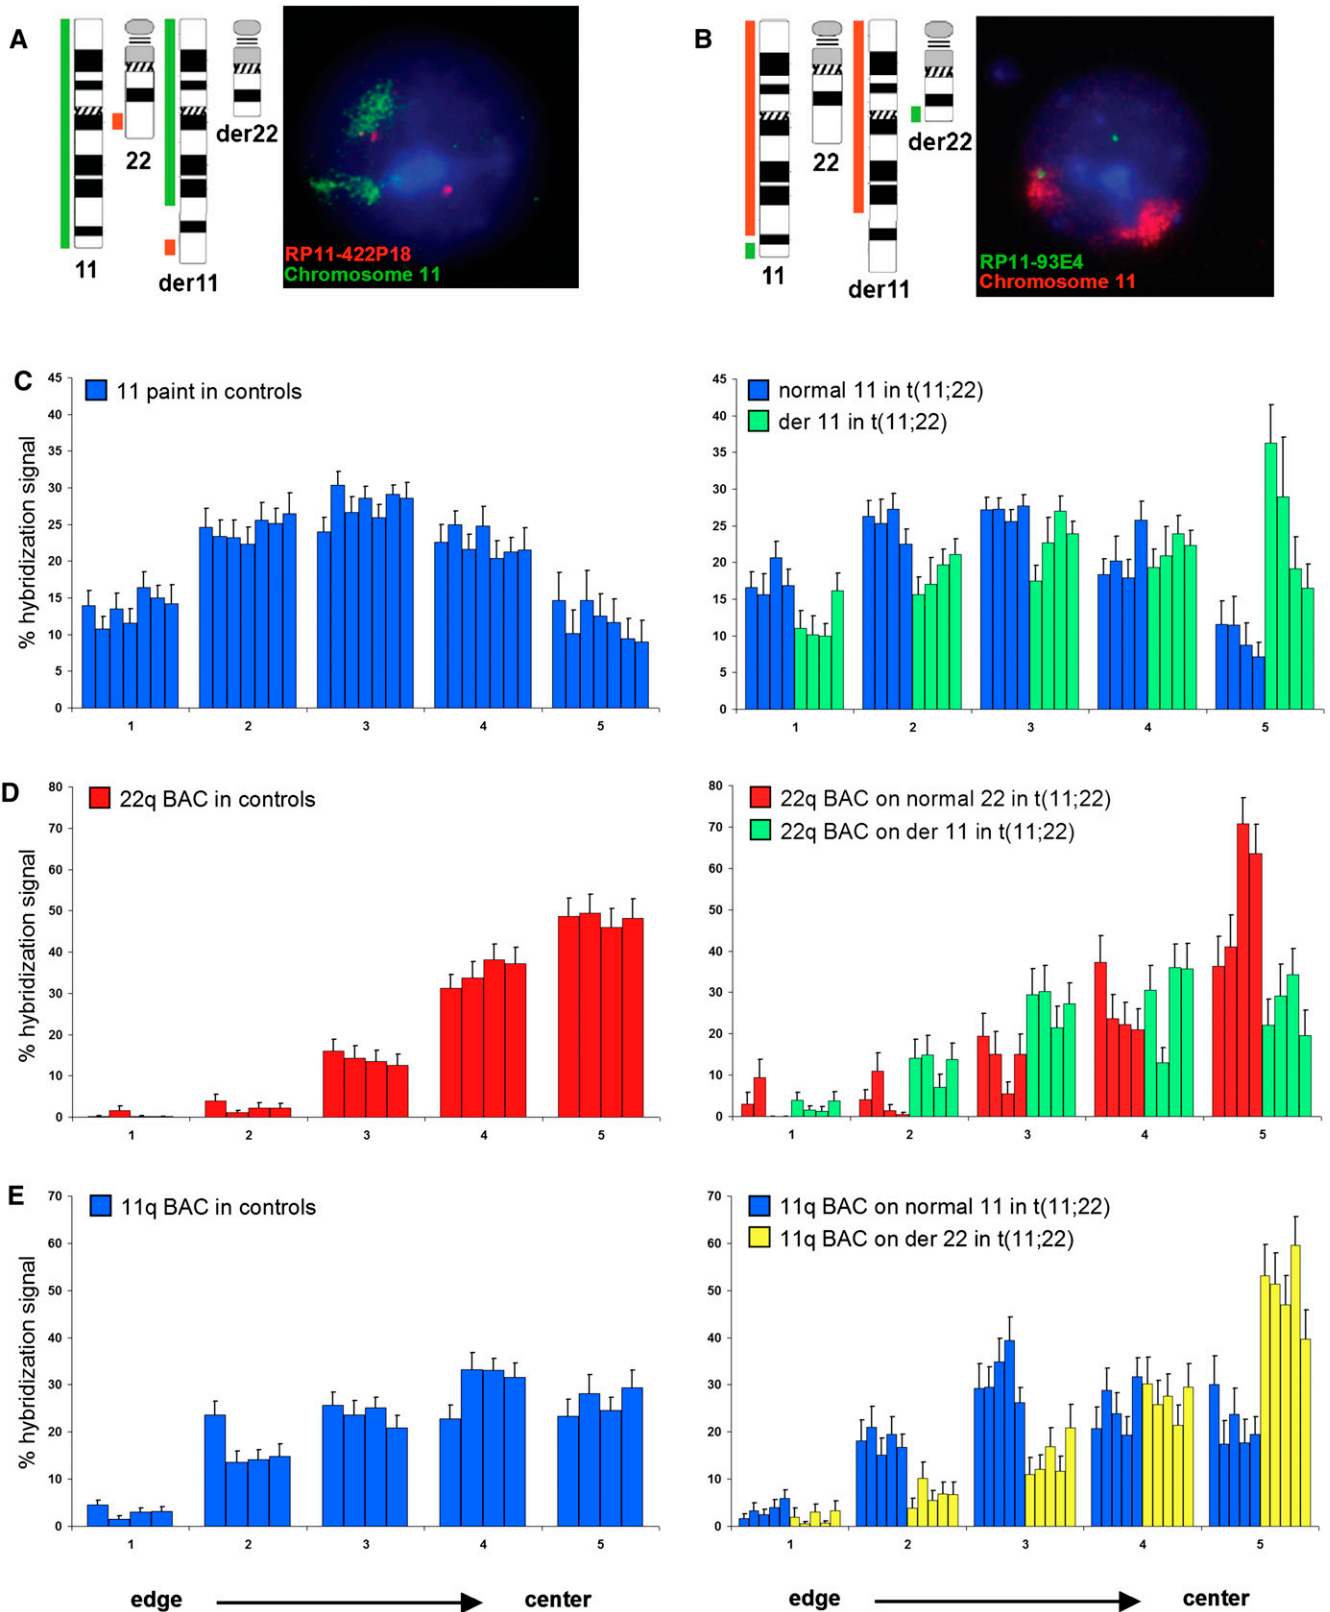 A
11
22
der11
der22
RP11-422P18
Chromosome 11
B
11
22
der11
der22
RP11-93E4
Chromosome 11
C
11 paint in controls
% hybridization signal
45
40
35
30
25
20
15
10
5
0
1 2 3 4 5
normal 11 in t(11;22)
der 11 in t(11;22)
45
40
35
30
25
20
15
10
5
0
1 2 3 4 5
D
22q BAC in controls
% hybridization signal
80
70
60
50
40
30
20
10
0
1 2 3 4 5
22q BAC on normal 22 in t(11;22)
22q BAC on der 11 in t(11;22)
80
70
60
50
40
30
20
10
0
1 2 3 4 5
E
11q BAC in controls
% hybridization signal
70
60
50
40
30
20
10
0
1 2 3 4 5
11q BAC on normal 11 in t(11;22)
11q BAC on der 22 in t(11;22)
70
60
50
40
30
20
10
0
1 2 3 4 5
edge center
edge center